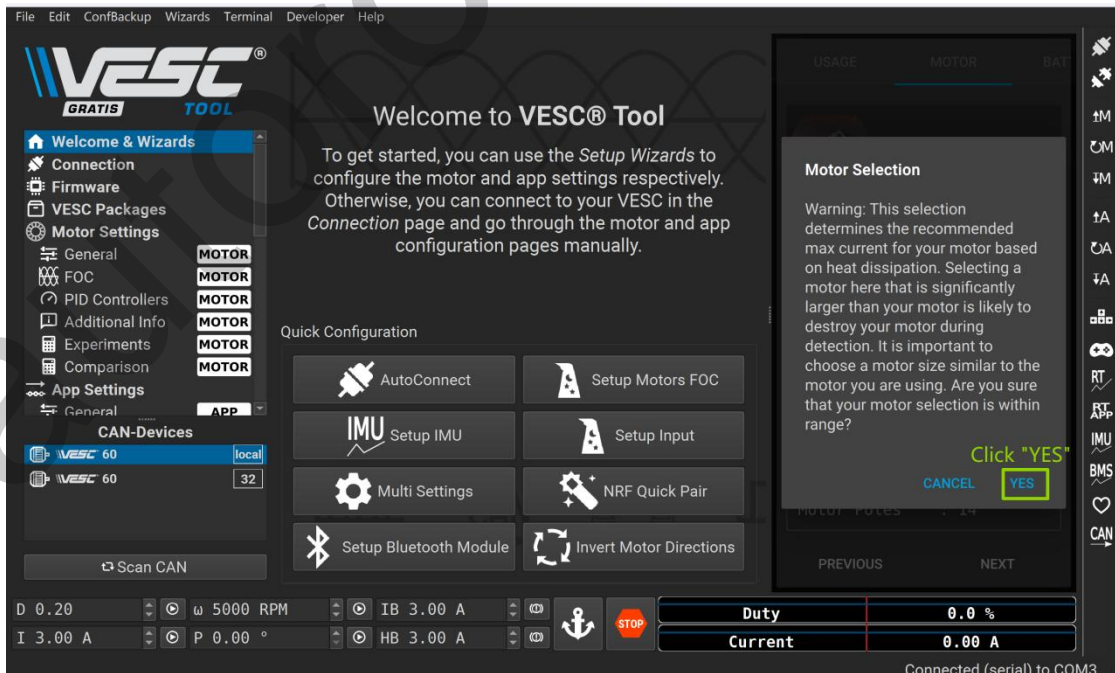 File Edit ConfBackup Wizards Terminal Developer Help
VESC®
GRATIS TOOL
Welcome & Wizards
Connection
Firmware
VESC Packages
Motor Settings
General MOTOR
FOC MOTOR
PID Controllers MOTOR
Additional Info MOTOR
Experiments MOTOR
Comparison MOTOR
App Settings
General APP
CAN-Devices
VESC 60 local
VESC 60 32
Scan CAN
Welcome to VESC® Tool
To get started, you can use the Setup Wizards to
configure the motor and app settings respectively.
Otherwise, you can connect to your VESC in the
Connection page and go through the motor and app
configuration pages manually.
Quick Configuration
AutoConnect Setup Motors FOC
IMU Setup IMU Setup Input
Multi Settings NRF Quick Pair
Setup Bluetooth Module Invert Motor Directions
USAGE MOTOR BAT
Motor Selection
Warning: This selection
determines the recommended
max current for your motor based
on heat dissipation. Selecting a
motor here that is significantly
larger than your motor is likely to
destroy your motor during
detection. It is important to
choose a motor size similar to the
motor you are using. Are you sure
that your motor selection is within
range?
Click "YES"
CANCEL YES
Motor Poles : 14
PREVIOUS NEXT
M
M
M
A
A
A
RT
RT
APP
IMU
BMS
CAN
D 0.20 ω 5000 RPM IB 3.00 A
I 3.00 A P 0.00 ° HB 3.00 A
STOP
Duty 0.0 %
Current 0.00 A
Connected (serial) to COM3